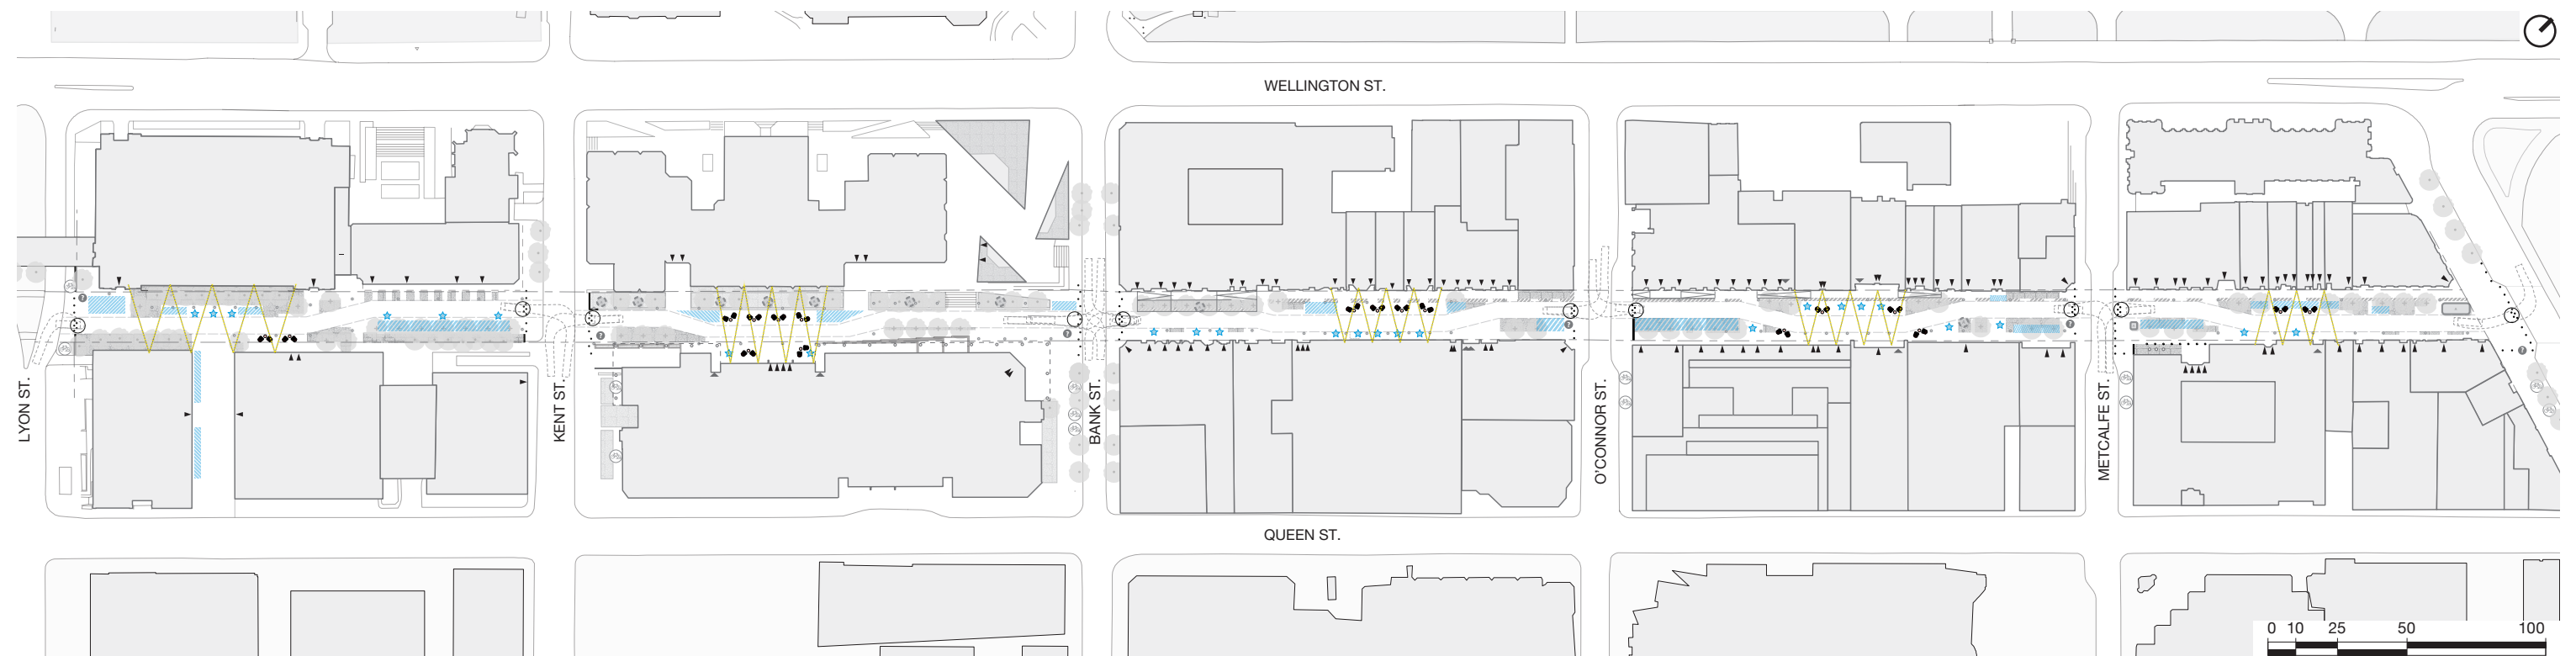 WELLINGTON ST.
LYON ST.
KENT ST.
BANK ST.
O'CONNOR ST.
METCALFE ST.
QUEEN ST.
0 10 25 50 100